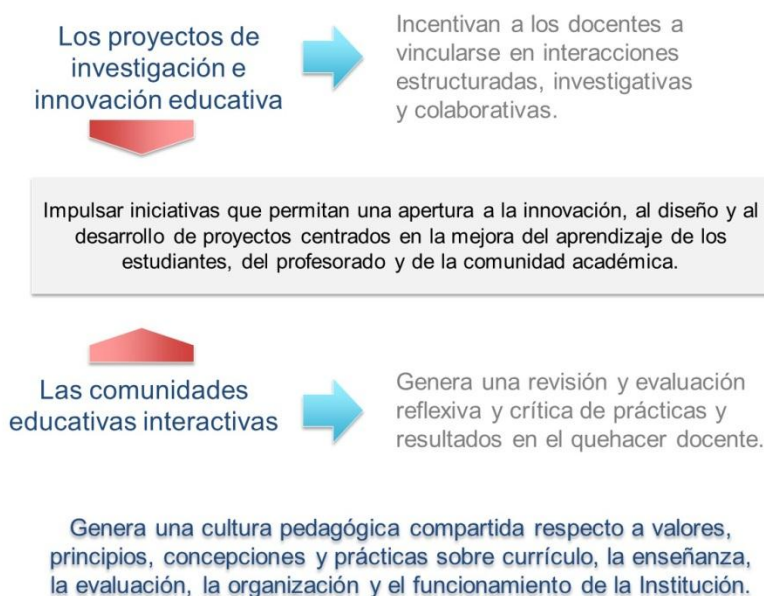 Los proyectos de
investigación e
innovación educativa
Incentivan a los docentes a
vincularse en interacciones
estructuradas, investigativas
y colaborativas.
Impulsar iniciativas que permitan una apertura a la innovación, al diseño y al
desarrollo de proyectos centrados en la mejora del aprendizaje de los
estudiantes, del profesorado y de la comunidad académica.
Las comunidades
educativas interactivas
Genera una revisión y evaluación
reflexiva y crítica de prácticas y
resultados en el quehacer docente.
Genera una cultura pedagógica compartida respecto a valores,
principios, concepciones y prácticas sobre currículo, la enseñanza,
la evaluación, la organización y el funcionamiento de la Institución.